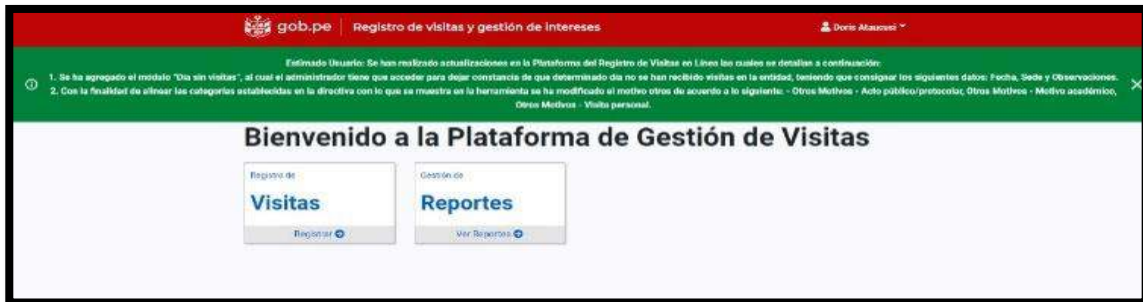 gob.pe | Registro de visitas y gestión de intereses
Doris Ataucusi
Estimado Usuario: Se han realizado actualizaciones en la Plataforma del Registro de Visitas en Línea las cuales se detallan a continuación:
1. Se ha agregado el módulo "Día sin visitas", al cual el administrador tiene que acceder para dejar constancia de que determinado día no se han recibido visitas en la entidad, teniendo que consignar los siguientes datos: Fecha, Sede y Observaciones.
2. Con la finalidad de alinear las categorías establecidas en la directiva con lo que se muestra en la herramienta se ha modificado el motivo otros de acuerdo a lo siguiente: - Otros Motivos - Acto público/protocolar, Otros Motivos - Motivo académico,
Otros Motivos - Visita personal.
Bienvenido a la Plataforma de Gestión de Visitas
Registro de
Visitas
Registrar
Gestión de
Reportes
Ver Reportes